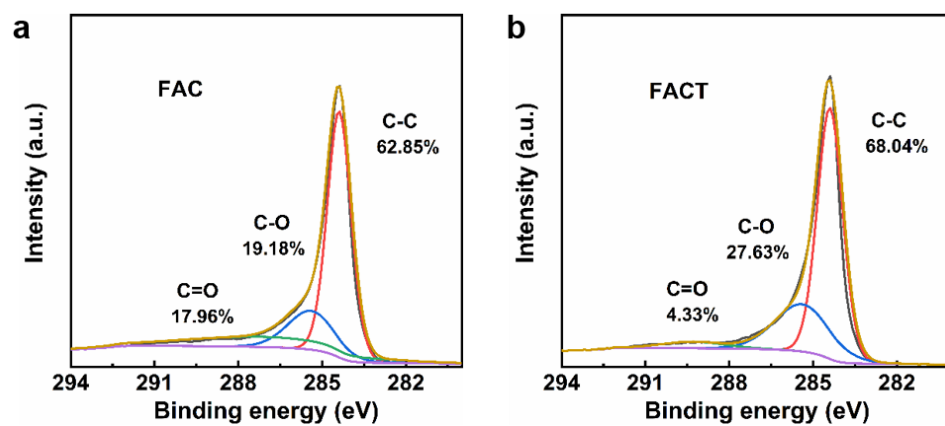 a
FAC
C-C
62.85%
C-O
19.18%
C=O
17.96%
Intensity (a.u.)
294 291 288 285 282
Binding energy (eV)
b
FACT
C-C
68.04%
C-O
27.63%
C=O
4.33%
Intensity (a.u.)
294 291 288 285 282
Binding energy (eV)